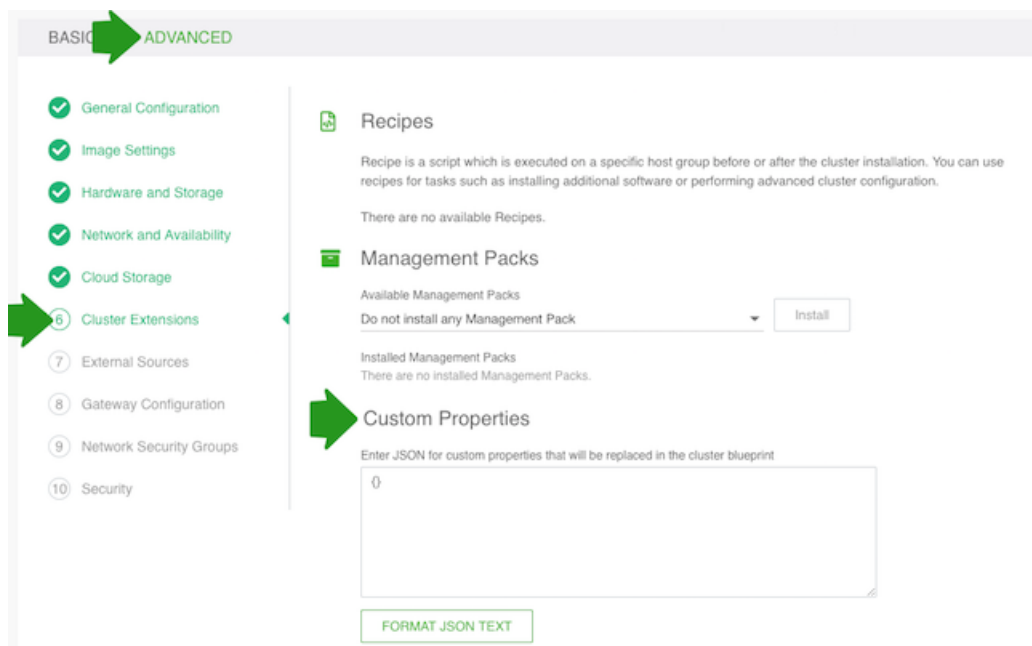 BASIC ADVANCED
General Configuration
Image Settings
Hardware and Storage
Network and Availability
Cloud Storage
6 Cluster Extensions
7 External Sources
8 Gateway Configuration
9 Network Security Groups
10 Security
Recipes
Recipe is a script which is executed on a specific host group before or after the cluster installation. You can use
recipes for tasks such as installing additional software or performing advanced cluster configuration.
There are no available Recipes.
Management Packs
Available Management Packs
Do not install any Management Pack Install
Installed Management Packs
There are no installed Management Packs.
Custom Properties
Enter JSON for custom properties that will be replaced in the cluster blueprint
{}
FORMAT JSON TEXT